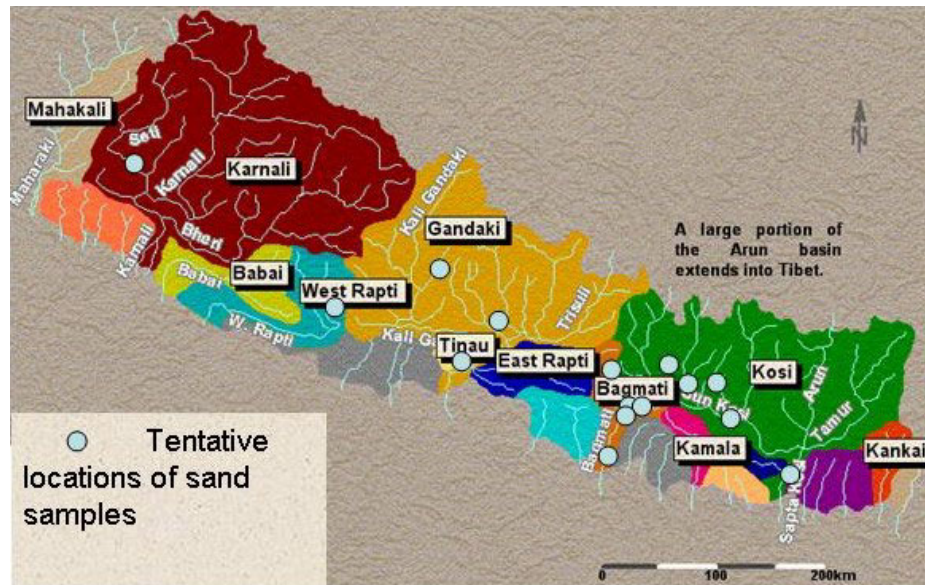 Mahakali
Seti
Karnali
Karnali
Maharaki
Kali Gandaki
Gandaki
A large portion of
the Arun basin
extends into Tibet.
N
Karnali
Bheri
Babai
Babai
West Rapti
W. Rapti
Trisuli
Kali
Tinau
East Rapti
Bagmati
Sun Kosi
Kosi
Arun
Tamur
Bagmati
Kamala
Kankai
Sapta Kosi
Tentative
locations of sand
samples
0 100 200km